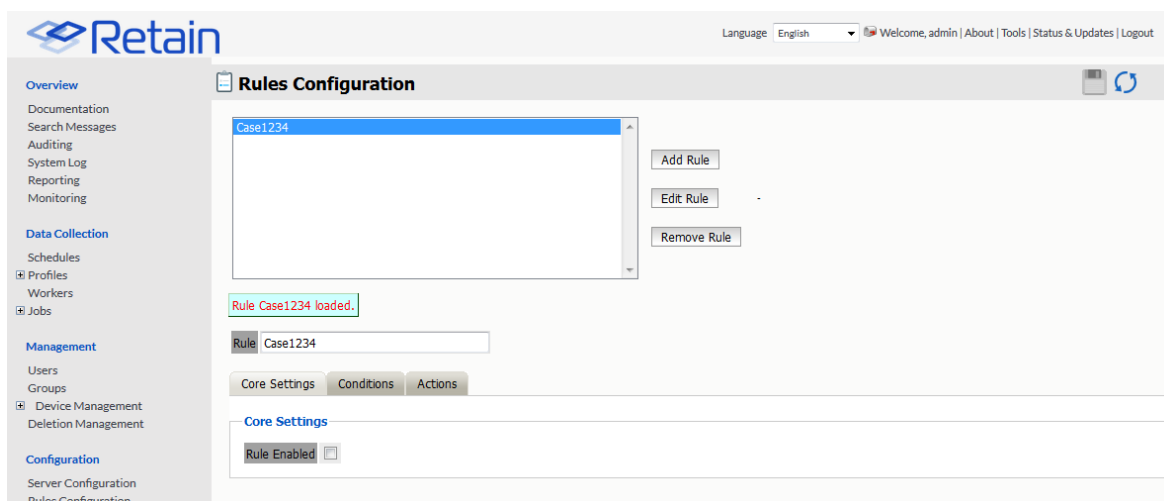 Retain
Language English Welcome, admin | About | Tools | Status & Updates | Logout
Overview
Documentation
Search Messages
Auditing
System Log
Reporting
Monitoring
Data Collection
Schedules
Profiles
Workers
Jobs
Management
Users
Groups
Device Management
Deletion Management
Configuration
Server Configuration
Rules Configuration
Rules Configuration
Case1234
Add Rule
Edit Rule -
Remove Rule
Rule Case1234 loaded.
Rule Case1234
Core Settings Conditions Actions
Core Settings
Rule Enabled